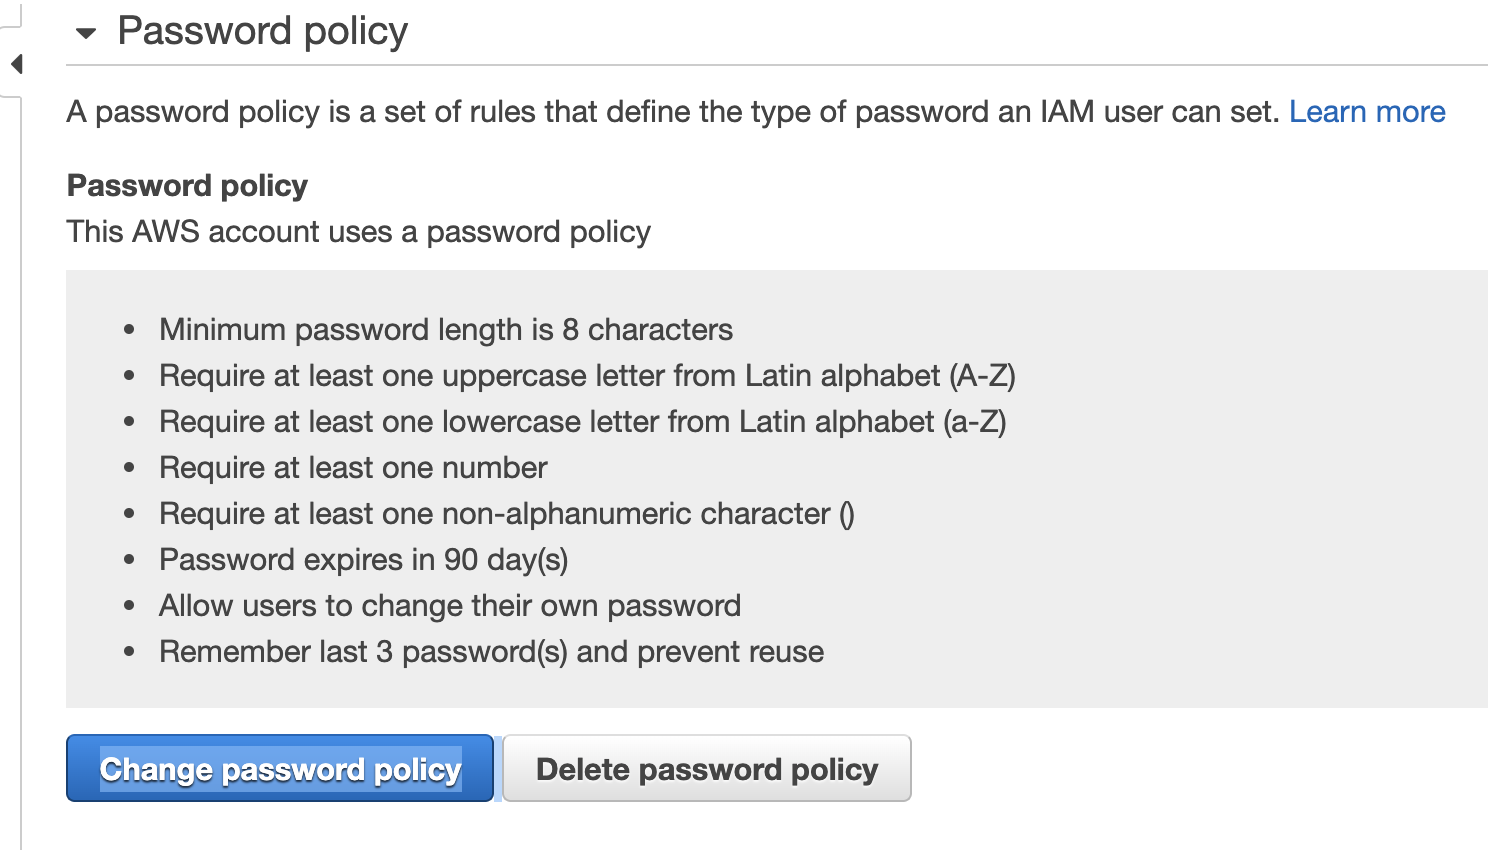 Password policy
A password policy is a set of rules that define the type of password an IAM user can set. Learn more
Password policy
This AWS account uses a password policy
• Minimum password length is 8 characters
• Require at least one uppercase letter from Latin alphabet (A-Z)
• Require at least one lowercase letter from Latin alphabet (a-Z)
• Require at least one number
• Require at least one non-alphanumeric character ()
• Password expires in 90 day(s)
• Allow users to change their own password
• Remember last 3 password(s) and prevent reuse
Change password policy Delete password policy